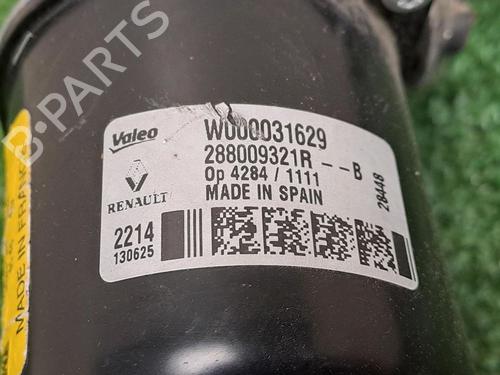 B-PARTS
Valeo
W000031629
288009321R -- B
Op 4284 / 1111
MADE IN SPAIN
RENAULT
2214
130625
28448
MADE IN FRANCE